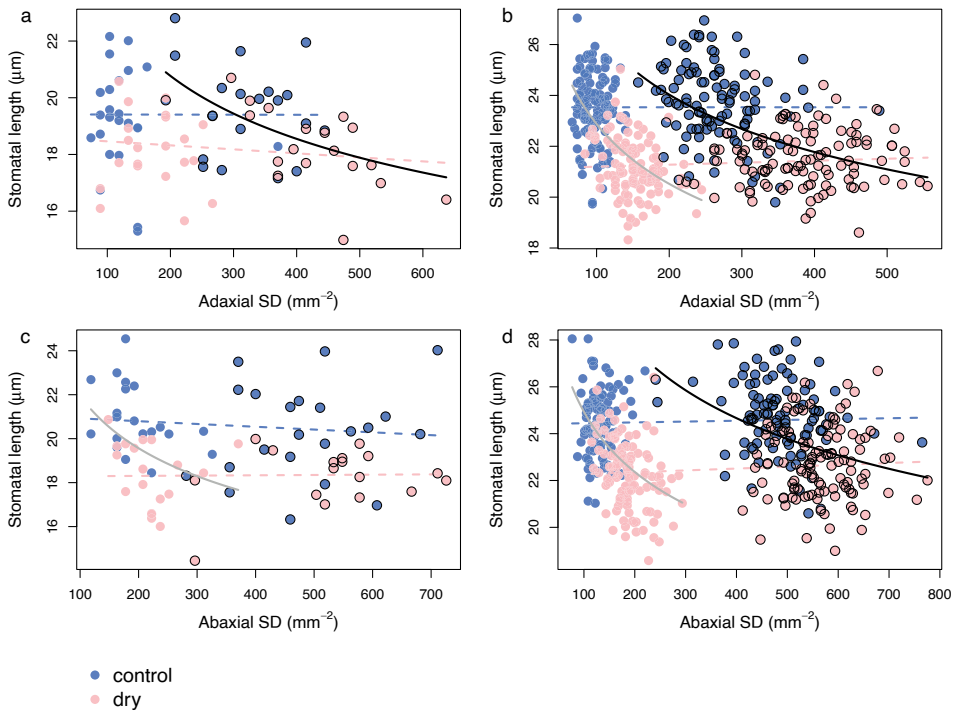 a
22
20
18
16
Stomatal length (μm)
100 200 300 400 500 600
Adaxial SD (mm⁻²)
b
26
24
22
20
18
Stomatal length (μm)
100 200 300 400 500
Adaxial SD (mm⁻²)
c
24
22
20
18
16
Stomatal length (μm)
100 200 300 400 500 600 700
Abaxial SD (mm⁻²)
d
28
26
24
22
20
Stomatal length (μm)
100 200 300 400 500 600 700 800
Abaxial SD (mm⁻²)
control
dry